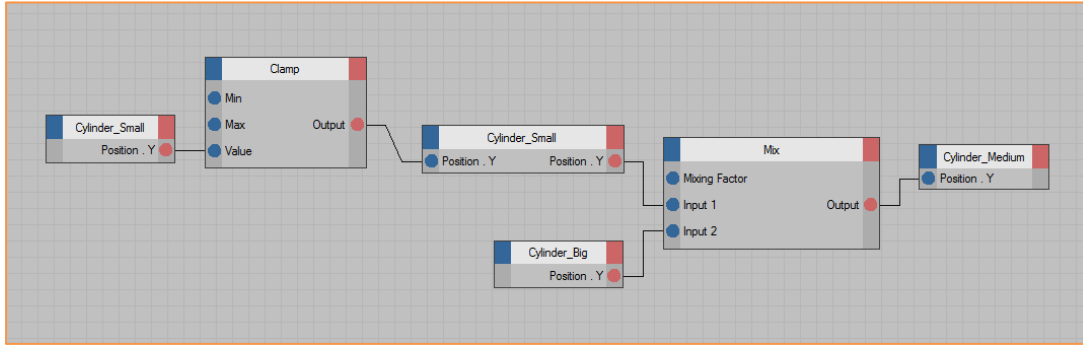 Cylinder_Small
Position . Y
Clamp
Min
Max
Output
Value
Cylinder_Small
Position . Y
Position . Y
Cylinder_Big
Position . Y
Mix
Mixing Factor
Input 1
Output
Input 2
Cylinder_Medium
Position . Y